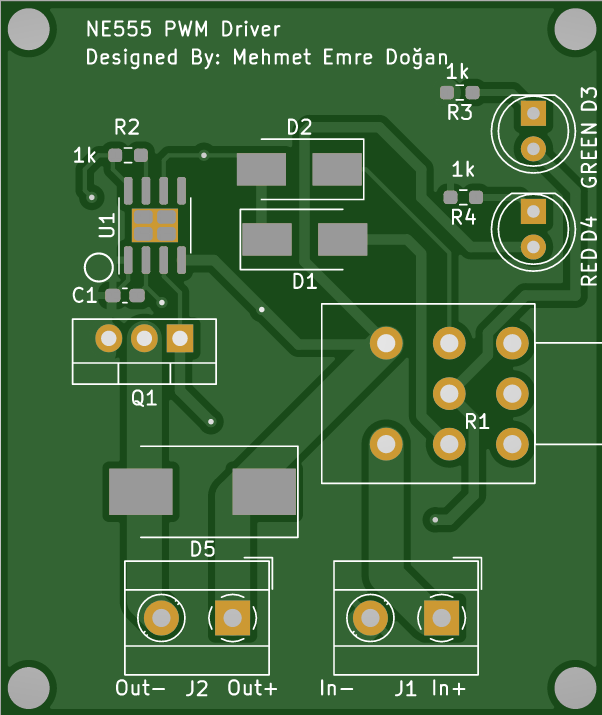 NE555 PWM Driver
Designed By: Mehmet Emre Doğan
1k
R3
GREEN D3
R2
1k
D2
1k
R4
RED D4
U1
D1
C1
Q1
R1
D5
Out- J2 Out+
In- J1 In+